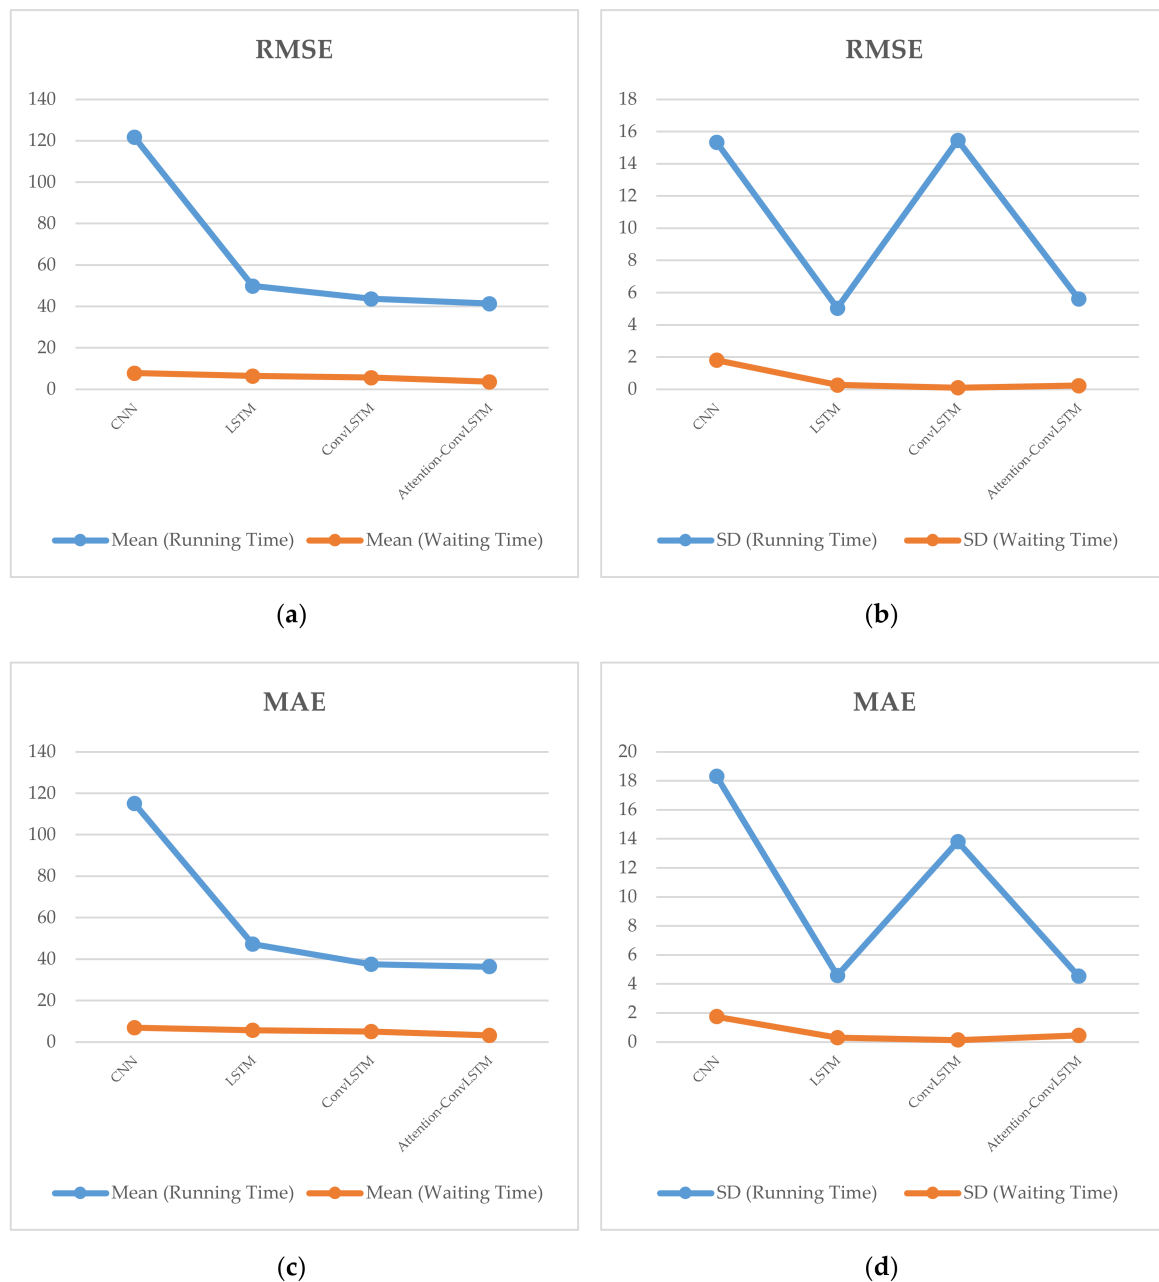 RMSE
140
120
100
80
60
40
20
0
CNN
LSTM
ConvLSTM
Attention-ConvLSTM
Mean (Running Time)
Mean (Waiting Time)
(a)
RMSE
18
16
14
12
10
8
6
4
2
0
CNN
LSTM
ConvLSTM
Attention-ConvLSTM
SD (Running Time)
SD (Waiting Time)
(b)
MAE
140
120
100
80
60
40
20
0
CNN
LSTM
ConvLSTM
Attention-ConvLSTM
Mean (Running Time)
Mean (Waiting Time)
(c)
MAE
20
18
16
14
12
10
8
6
4
2
0
CNN
LSTM
ConvLSTM
Attention-ConvLSTM
SD (Running Time)
SD (Waiting Time)
(d)